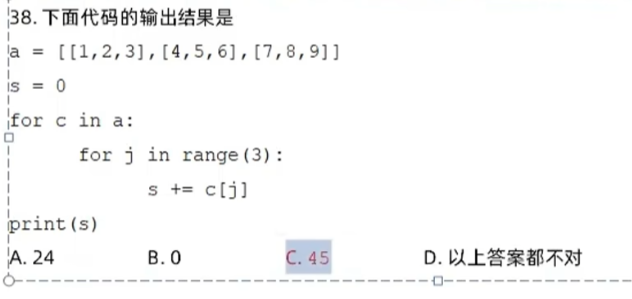 38. 下面代码的输出结果是
a = [[1,2,3],[4,5,6],[7,8,9]]
s = 0
for c in a:
    for j in range(3):
        s += c[j]
print(s)
A. 24 B. 0 C. 45 D. 以上答案都不对